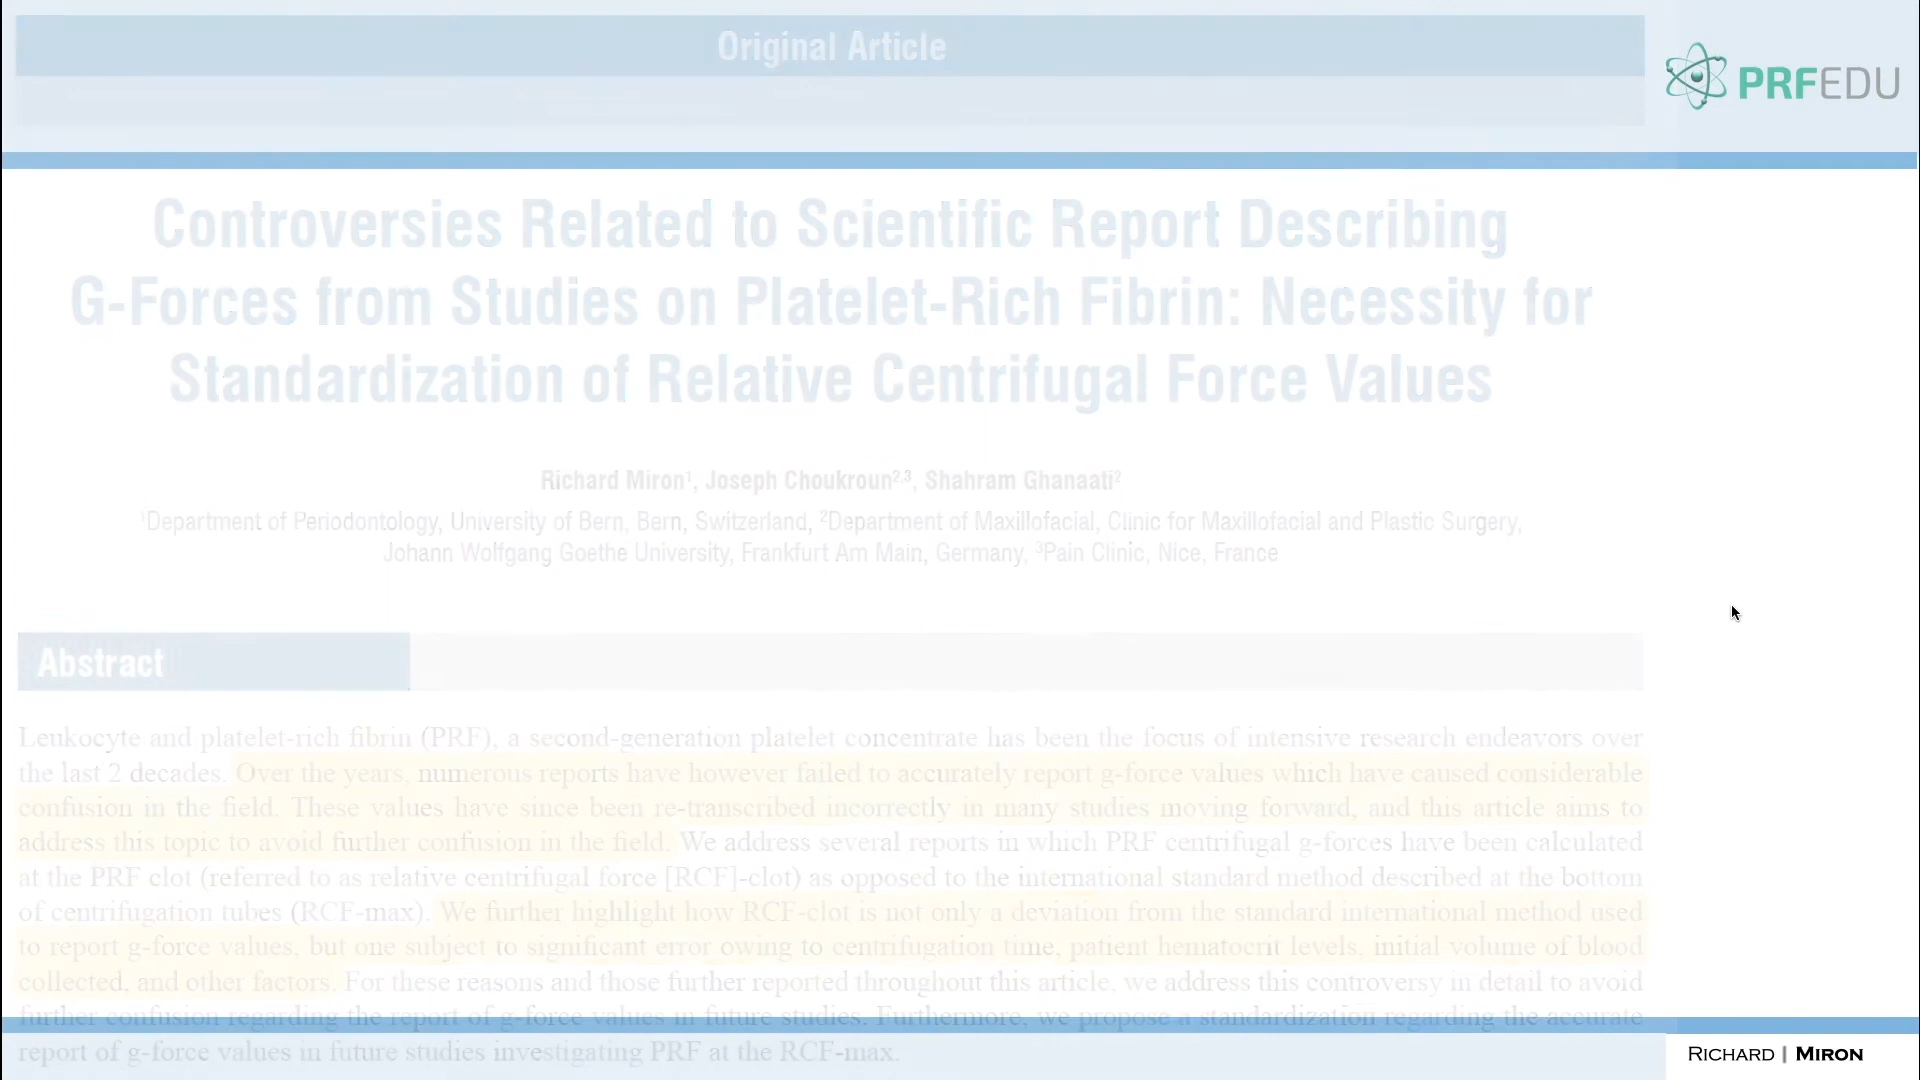 Original Article
PRFEDU
Controversies Related to Scientific Report Describing
G-Forces from Studies on Platelet-Rich Fibrin: Necessity for
Standardization of Relative Centrifugal Force Values
Richard Miron¹, Joseph Choukroun²,³, Shahram Ghanaati²
¹Department of Periodontology, University of Bern, Bern, Switzerland, ²Department of Maxillofacial, Clinic for Maxillofacial and Plastic Surgery,
Johann Wolfgang Goethe University, Frankfurt Am Main, Germany, ³Pain Clinic, Nice, France
Abstract
Leukocyte and platelet-rich fibrin (PRF), a second-generation platelet concentrate has been the focus of intensive research endeavors over
the last 2 decades. Over the years, numerous reports have however failed to accurately report g-force values which have caused considerable
confusion in the field. These values have since been re-transcribed incorrectly in many studies moving forward, and this article aims to
address this topic to avoid further confusion in the field. We address several reports in which PRF centrifugal g-forces have been calculated
at the PRF clot (referred to as relative centrifugal force [RCF]-clot) as opposed to the international standard method described at the bottom
of centrifugation tubes (RCF-max). We further highlight how RCF-clot is not only a deviation from the standard international method used
to report g-force values, but one subject to significant error owing to centrifugation time, patient hematocrit levels, initial volume of blood
collected, and other factors. For these reasons and those further reported throughout this article, we address this controversy in detail to avoid
further confusion regarding the report of g-force values in future studies. Furthermore, we propose a standardization regarding the accurate
report of g-force values in future studies investigating PRF at the RCF-max.
RICHARD | MIRON